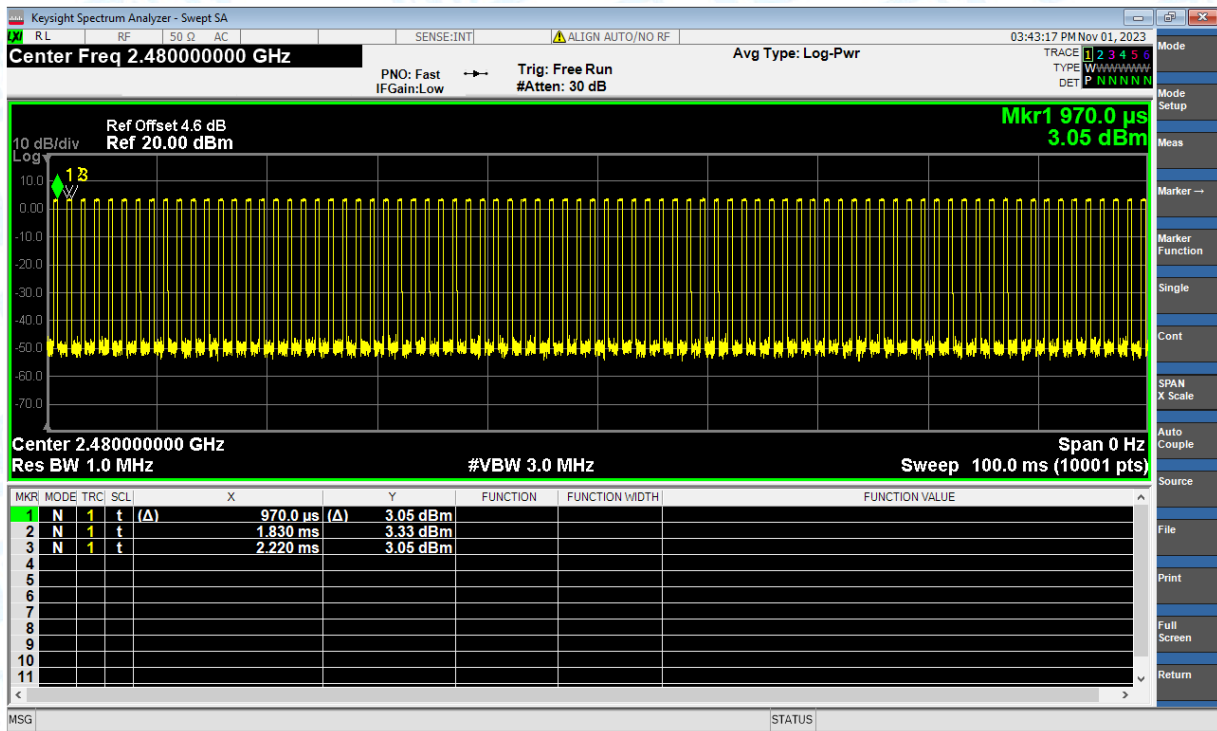 Keysight Spectrum Analyzer - Swept SA
LXI RL RF 50 Ω AC SENSE:INT ALIGN AUTO/NO RF 03:43:17 PM Nov 01, 2023
Center Freq 2.480000000 GHz
PNO: Fast
IFGain:Low
Trig: Free Run
#Atten: 30 dB
Avg Type: Log-Pwr
TRACE 1 2 3 4 5 6
TYPE WWWWWW
DET P N N N N N
Mkr1 970.0 µs
3.05 dBm
Ref Offset 4.6 dB
10 dB/div Ref 20.00 dBm
Log
1 3
10.0
0.00
-10.0
-20.0
-30.0
-40.0
-50.0
-60.0
-70.0
Center 2.480000000 GHz Span 0 Hz
Res BW 1.0 MHz #VBW 3.0 MHz Sweep 100.0 ms (10001 pts)
MKR MODE TRC SCL X Y FUNCTION FUNCTION WIDTH FUNCTION VALUE
1 N 1 t (Δ) 970.0 µs (Δ) 3.05 dBm
2 N 1 t 1.830 ms 3.33 dBm
3 N 1 t 2.220 ms 3.05 dBm
4
5
6
7
8
9
10
11
MSG STATUS
Mode
Mode
Setup
Meas
Marker →
Marker
Function
Single
Cont
SPAN
X Scale
Auto
Couple
Source
File
Print
Full
Screen
Return